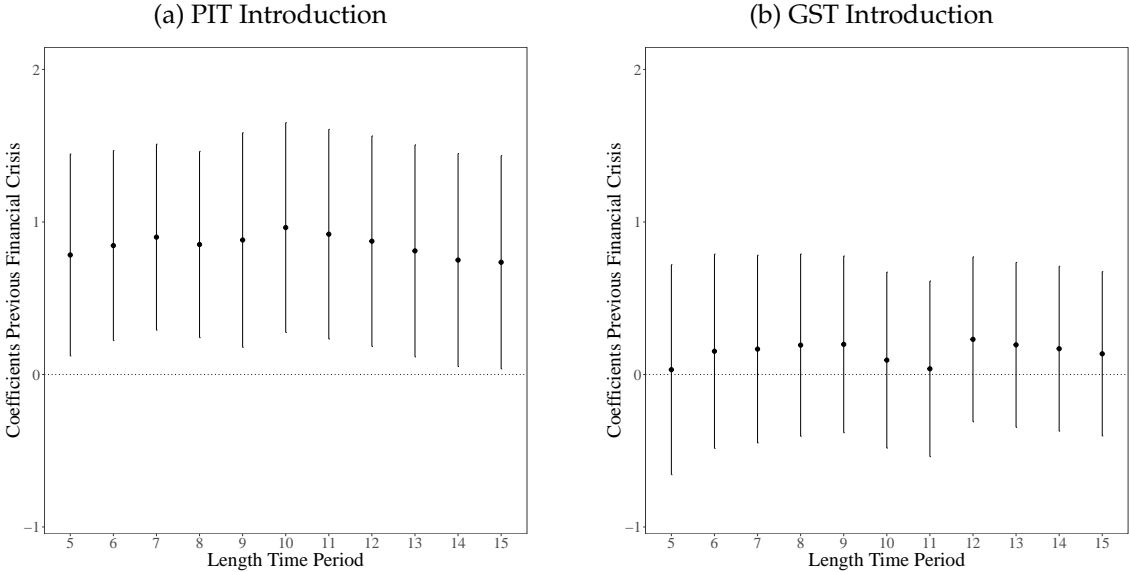 (a) PIT Introduction
2
1
0
−1
Coefficients Previous Financial Crisis
5 6 7 8 9 10 11 12 13 14 15
Length Time Period
(b) GST Introduction
2
1
0
−1
Coefficients Previous Financial Crisis
5 6 7 8 9 10 11 12 13 14 15
Length Time Period